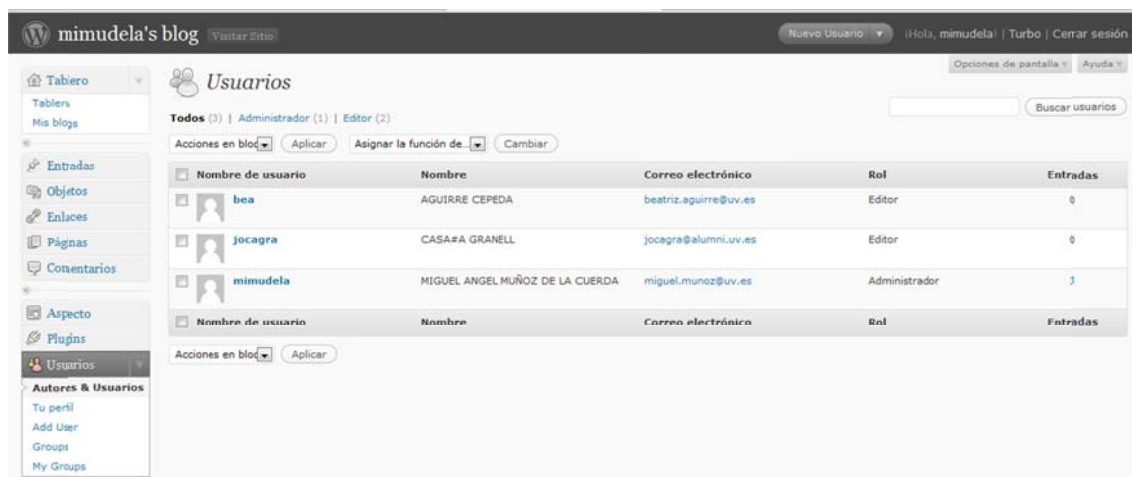 mimudela's blog Visitar Sitio
Nuevo Usuario
¡Hola, mimudela! | Turbo | Cerrar sesión
Opciones de pantalla
Ayuda
Tablero
Tablero
Mis blogs
Entradas
Objetos
Enlaces
Páginas
Comentarios
Aspecto
Plugins
Usuarios
Autores & Usuarios
Tu perfil
Add User
Groups
My Groups
Usuarios
Buscar usuarios
Todos (3) | Administrador (1) | Editor (2)
Acciones en bloq Aplicar Asignar la función de... Cambiar
Nombre de usuario Nombre Correo electrónico Rol Entradas
bea AGUIRRE CEPEDA beatriz.aguirre@uv.es Editor 0
jocagra CASA#A GRANELL jocagra@alumni.uv.es Editor 0
mimudela MIGUEL ANGEL MUÑOZ DE LA CUERDA miguel.munoz@uv.es Administrador 3
Nombre de usuario Nombre Correo electrónico Rol Entradas
Acciones en bloq Aplicar